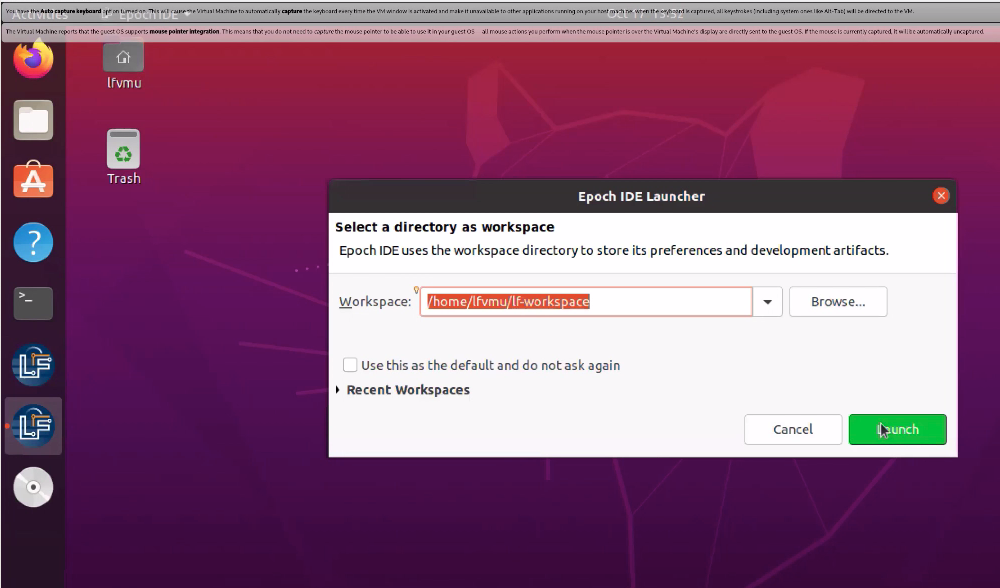 You have the Auto capture keyboard option turned on. This will cause the Virtual Machine to automatically capture the keyboard every time the VM window is activated and make it unavailable to other applications running on your host machine: when the keyboard is captured, all keystrokes (including system ones like Alt-Tab) will be directed to the VM.
Activities
EpochIDE
Oct 17 13:52
The Virtual Machine reports that the guest OS supports mouse pointer integration. This means that you do not need to capture the mouse pointer to be able to use it in your guest OS -- all mouse actions you perform when the mouse pointer is over the Virtual Machine's display are directly sent to the guest OS. If the mouse is currently captured, it will be automatically uncaptured.
lfvmu
Trash
Epoch IDE Launcher
Select a directory as workspace
Epoch IDE uses the workspace directory to store its preferences and development artifacts.
Workspace: /home/lfvmu/lf-workspace Browse...
Use this as the default and do not ask again
Recent Workspaces
Cancel Launch
LF
LF